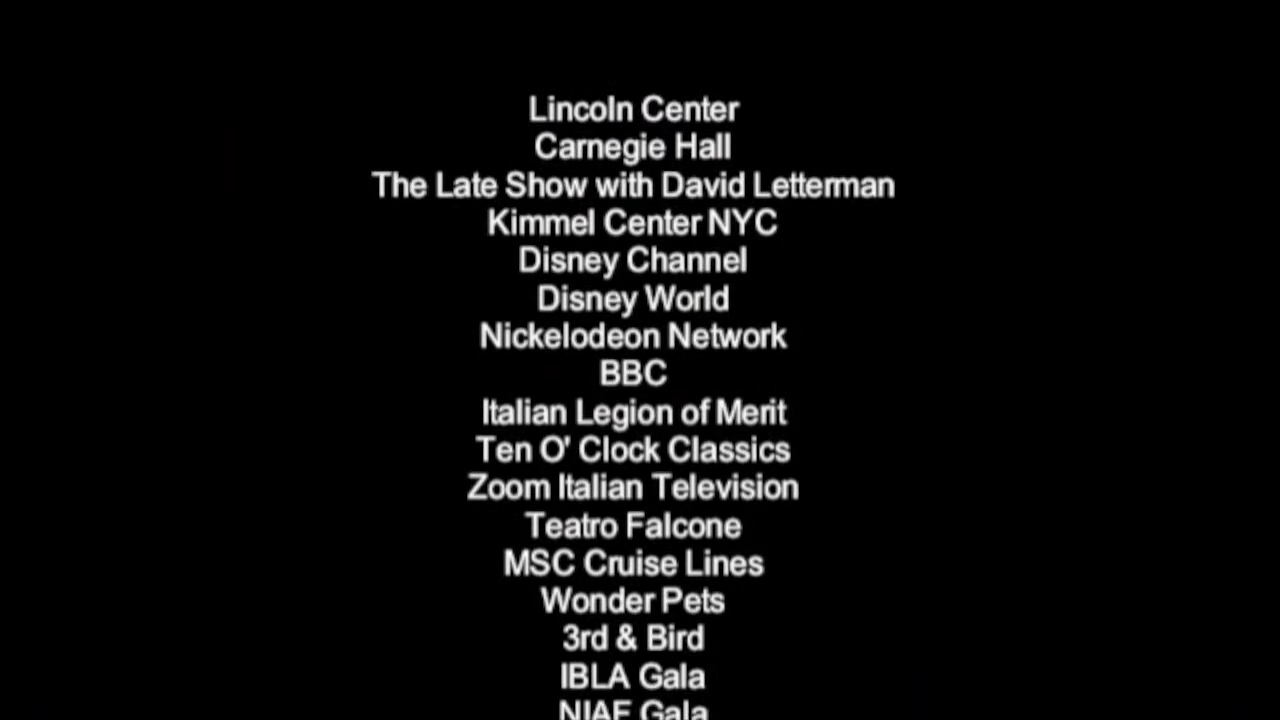 Lincoln Center
Carnegie Hall
The Late Show with David Letterman
Kimmel Center NYC
Disney Channel
Disney World
Nickelodeon Network
BBC
Italian Legion of Merit
Ten O' Clock Classics
Zoom Italian Television
Teatro Falcone
MSC Cruise Lines
Wonder Pets
3rd & Bird
IBLA Gala
NIAF Gala